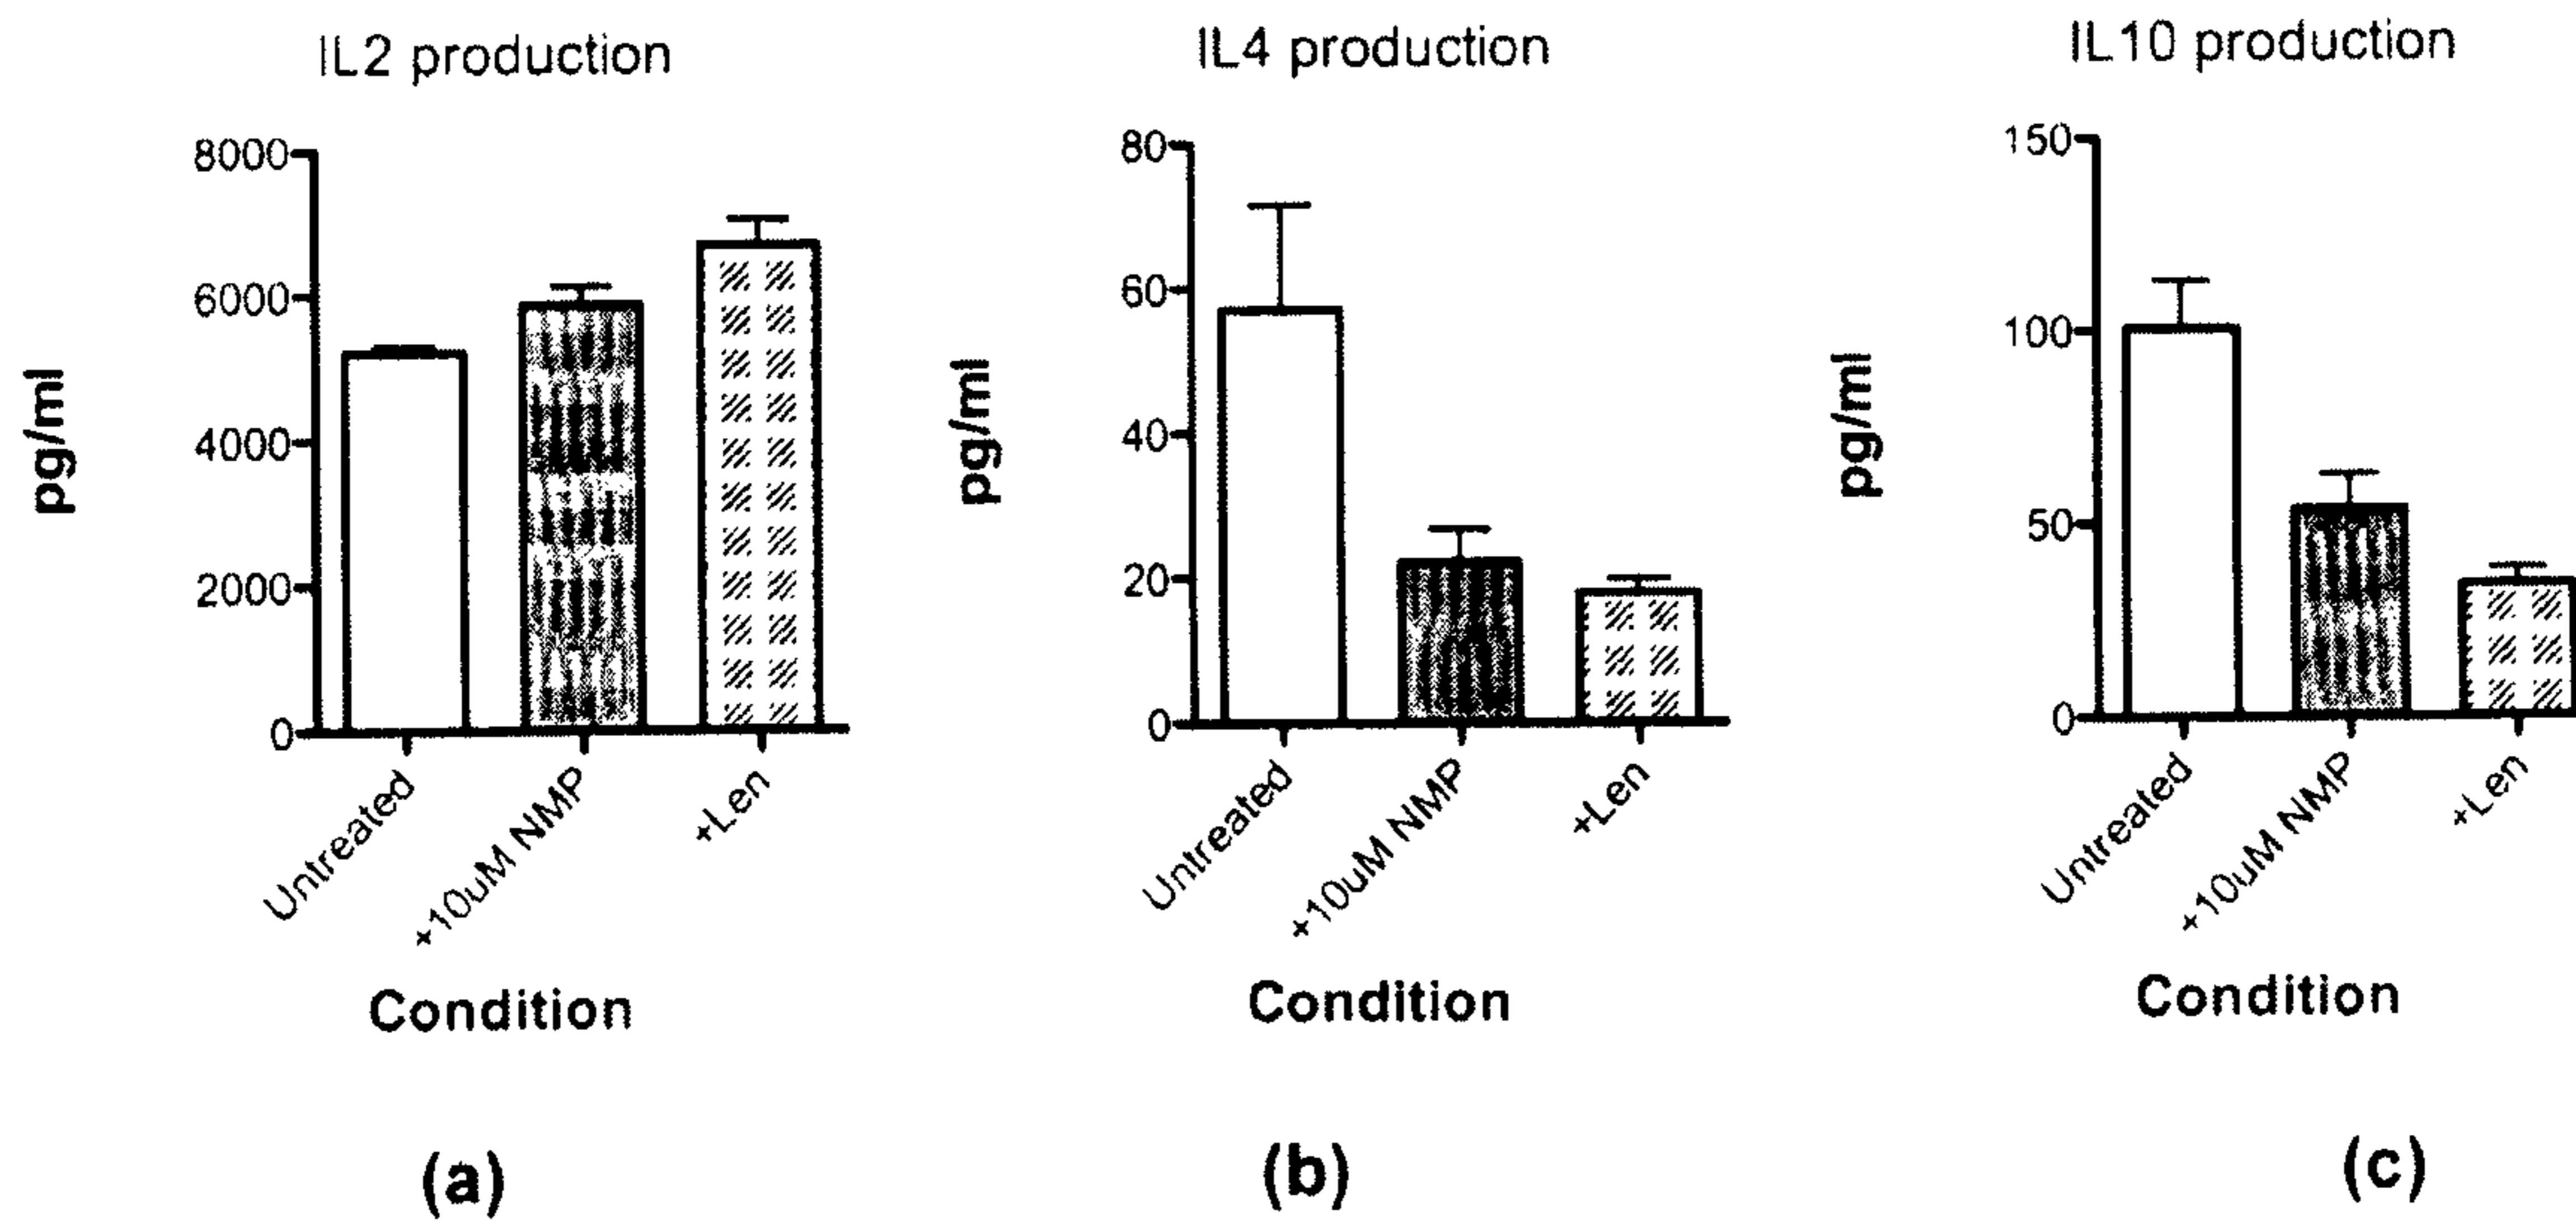 IL2 production
8000
6000
4000
2000
0
pg/ml
Untreated
+10uM NMP
+Len
Condition
(a)
IL4 production
80
60
40
20
0
pg/ml
Untreated
+10uM NMP
+Len
Condition
(b)
IL10 production
150
100
50
0
pg/ml
Untreated
+10uM NMP
+Len
Condition
(c)